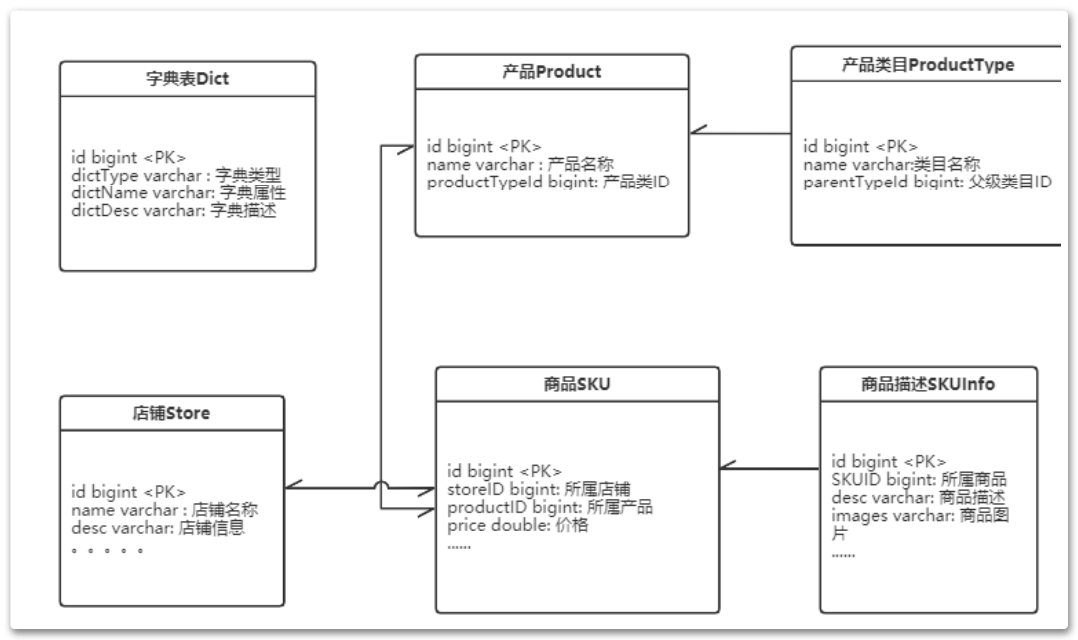 字典表Dict
id bigint <PK>
dictType varchar : 字典类型
dictName varchar: 字典属性
dictDesc varchar: 字典描述
产品Product
id bigint <PK>
name varchar : 产品名称
productTypeId bigint: 产品类ID
产品类目ProductType
id bigint <PK>
name varchar:类目名称
parentTypeId bigint: 父级类目ID
店铺Store
id bigint <PK>
name varchar : 店铺名称
desc varchar: 店铺信息
。。。。。
商品SKU
id bigint <PK>
storeID bigint: 所属店铺
productID bigint: 所属产品
price double: 价格
......
商品描述SKUInfo
id bigint <PK>
SKUID bigint: 所属商品
desc varchar: 商品描述
images varchar: 商品图
片
......